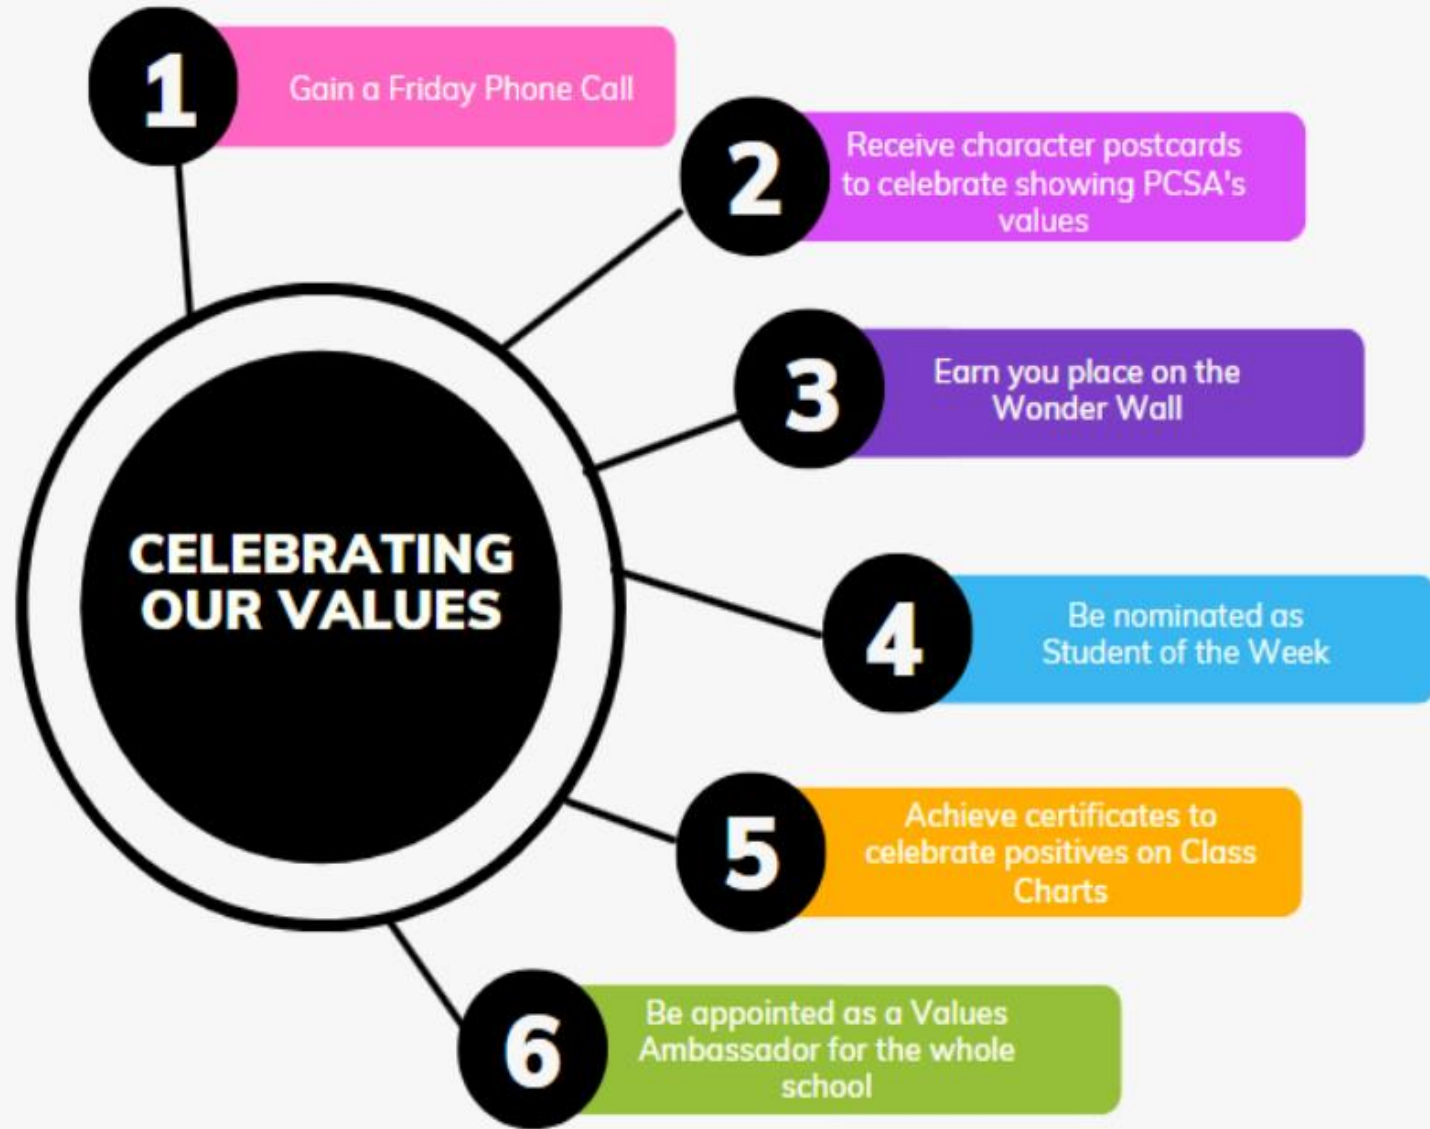 1
Gain a Friday Phone Call
2
Receive character postcards
to celebrate showing PCSA's
values
3
Earn you place on the
Wonder Wall
CELEBRATING
OUR VALUES
4
Be nominated as
Student of the Week
5
Achieve certificates to
celebrate positives on Class
Charts
6
Be appointed as a Values
Ambassador for the whole
school